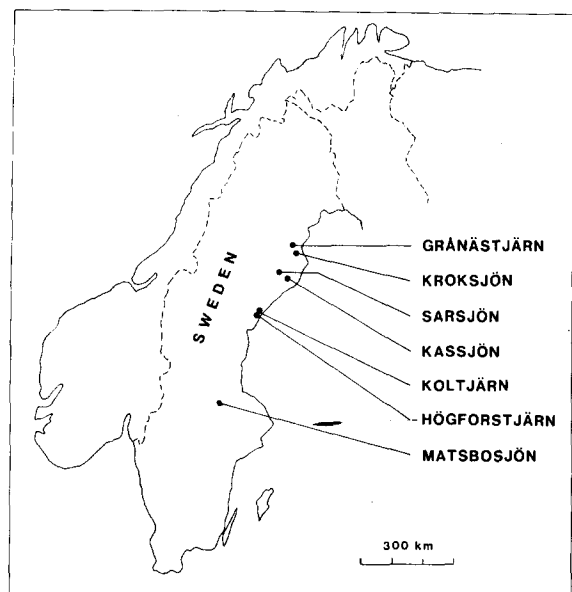 SWEDEN
GRÅNÄSTJÄRN
KROKSJÖN
SARSJÖN
KASSJÖN
KOLTJÄRN
HÖGFORSTJÄRN
MATSBOSJÖN
300 km